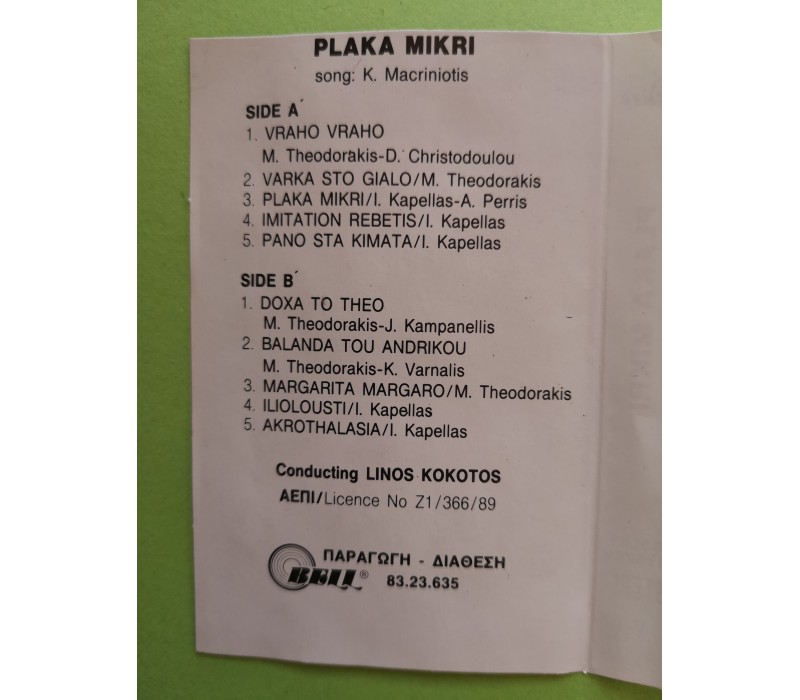 PLAKA MIKRI
song: K. Macriniotis
SIDE A΄
1. VRAHO VRAHO
M. Theodorakis-D. Christodoulou
2. VARKA STO GIALO/M. Theodorakis
3. PLAKA MIKRI/I. Kapellas-A. Perris
4. IMITATION REBETIS/I. Kapellas
5. PANO STA KIMATA/I. Kapellas
SIDE B΄
1. DOXA TO THEO
M. Theodorakis-J. Kampanellis
2. BALANDA TOU ANDRIKOU
M. Theodorakis-K. Varnalis
3. MARGARITA MARGARO/M. Theodorakis
4. ILIOLOUSTI/I. Kapellas
5. AKROTHALASIA/I. Kapellas
Conducting LINOS KOKOTOS
ΑΕΠΙ/Licence No Z1/366/89
ΠΑΡΑΓΩΓΗ - ΔΙΑΘΕΣΗ
BELL® 83.23.635